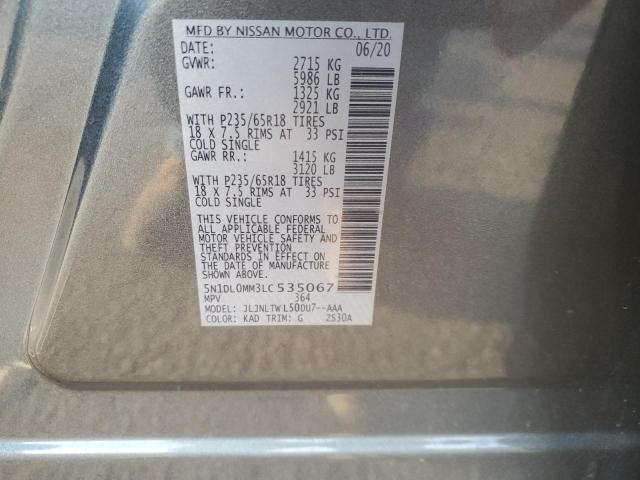 MFD BY NISSAN MOTOR CO., LTD.
DATE: 06/20
GVWR: 2715 KG
5986 LB
GAWR FR.: 1325 KG
2921 LB
WITH P235/65R18 TIRES
18 X 7.5 RIMS AT 33 PSI
COLD SINGLE
GAWR RR.: 1415 KG
3120 LB
WITH P235/65R18 TIRES
18 X 7.5 RIMS AT 33 PSI
COLD SINGLE
THIS VEHICLE CONFORMS TO
ALL APPLICABLE FEDERAL
MOTOR VEHICLE SAFETY AND
THEFT PREVENTION
STANDARDS IN EFFECT ON
THE DATE OF MANUFACTURE
SHOWN ABOVE.
5N1DL0MM3LC535067
MPV 364
MODEL: JLJNLTWL50DU7--AAA
COLOR: KAD TRIM: G ZS30A